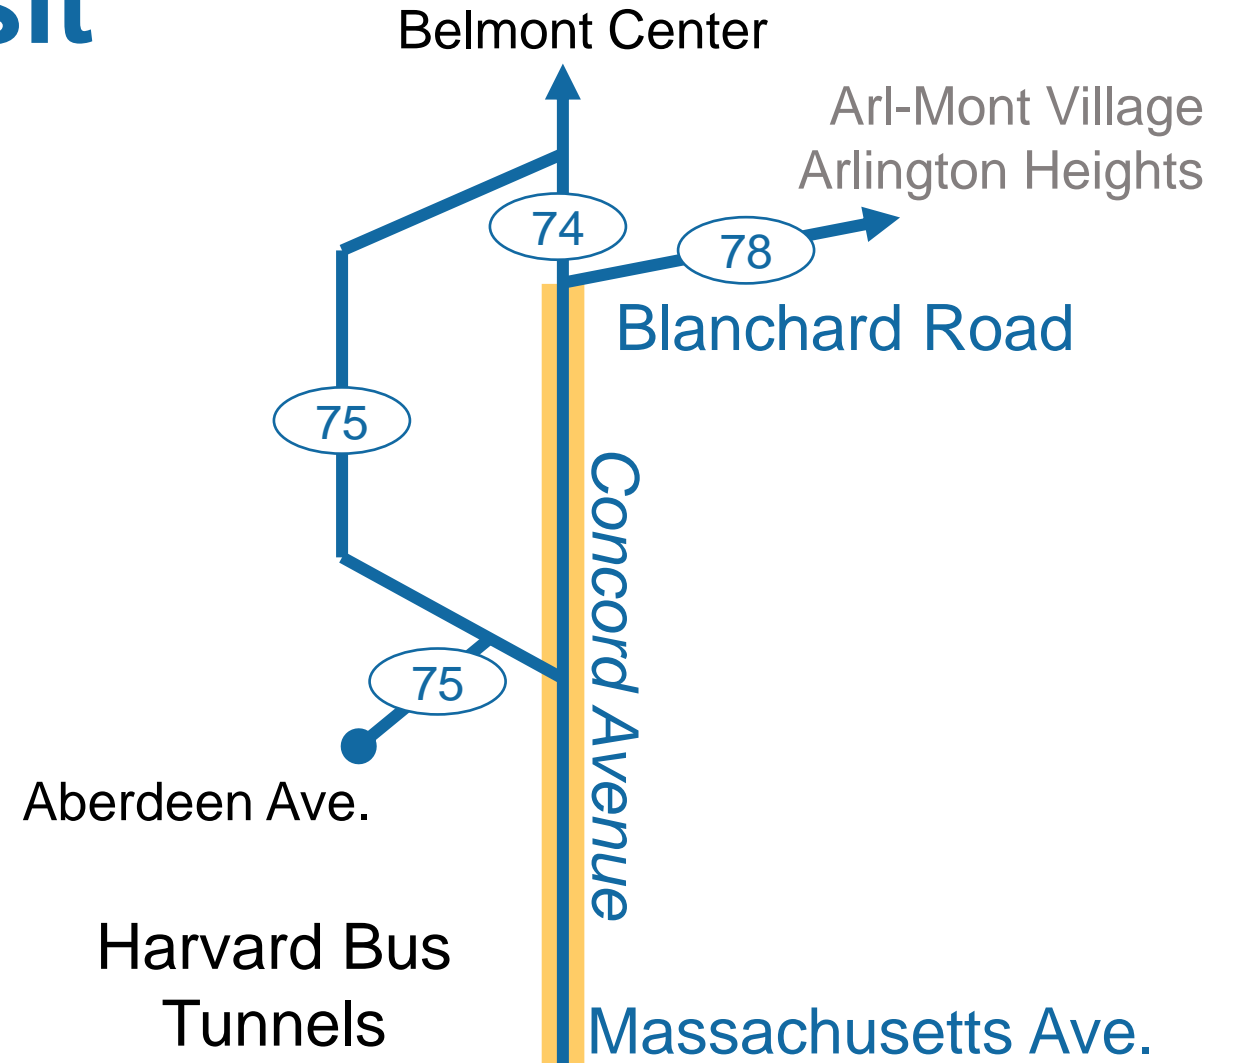 Belmont Center
Arl-Mont Village
Arlington Heights
74
78
Blanchard Road
75
Concord Avenue
75
Aberdeen Ave.
Harvard Bus
Tunnels
Massachusetts Ave.